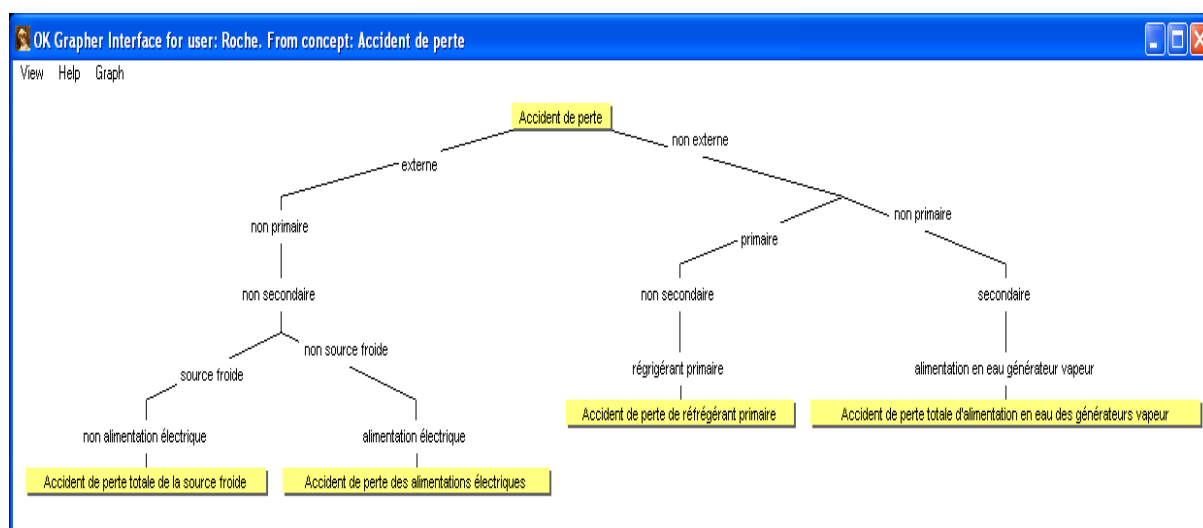 OK Grapher Interface for user: Roche. From concept: Accident de perte
View Help Graph
Accident de perte
non externe
externe
non primaire
non primaire
primaire
non secondaire
non secondaire
secondaire
non source froide
source froide
régrigérant primaire
alimentation en eau générateur vapeur
Accident de perte de réfrégérant primaire
Accident de perte totale d'alimentation en eau des générateurs vapeur
non alimentation électrique
alimentation électrique
Accident de perte totale de la source froide
Accident de perte des alimentations électriques